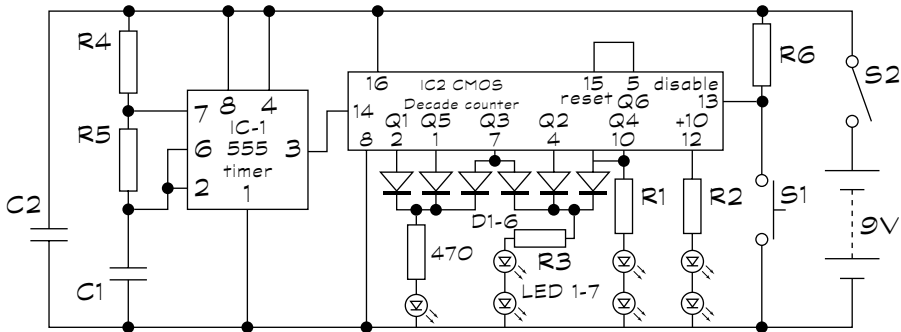 R4
R5
C2
C1
7
8
4
6
2
3
1
IC-1
555
timer
16
IC2 CMOS
Decade counter
15
5
reset
disable
14
13
8
Q1
Q5
Q3
Q2
Q6
Q4
+10
2
1
7
4
10
12
D1-6
470
R3
R1
R2
LED 1-7
R6
S2
S1
9V